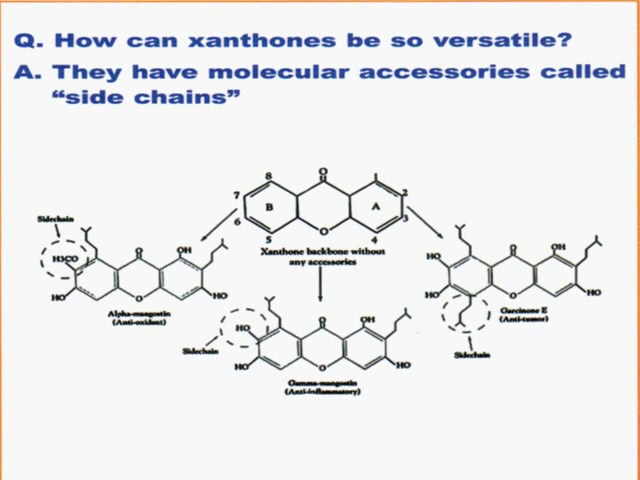 Q. How can xanthones be so versatile?
A. They have molecular accessories called
“side chains”
O
8
1
7
2
B
A
6
3
O
5
4
Xanthone backbone without
any accessories
Sidechain
H3CO
O
OH
HO
O
HO
Alpha-mangostin
(Anti-oxidant)
HO
O
OH
HO
O
HO
Garcinone E
(Anti-tumor)
Sidechain
HO
O
OH
Sidechain
HO
O
HO
Gamma-mangostin
(Anti-inflammatory)